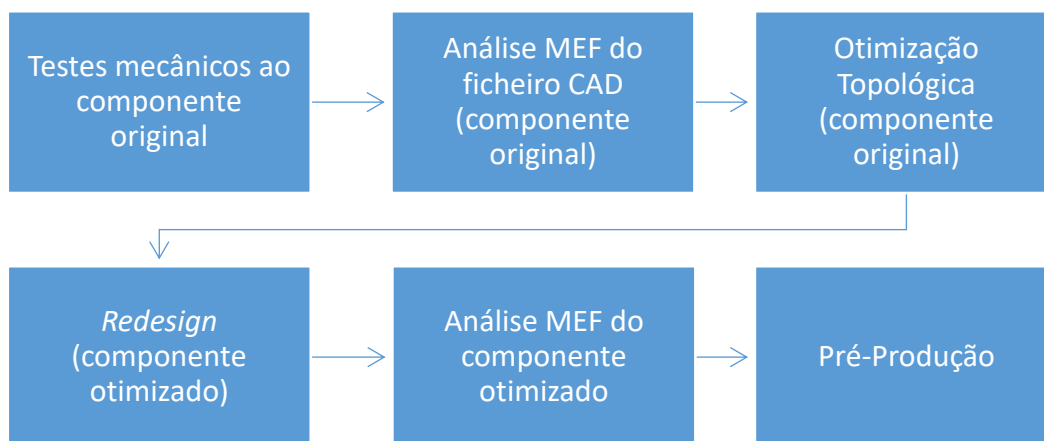 Testes mecânicos ao
componente
original
Análise MEF do
ficheiro CAD
(componente
original)
Otimização
Topológica
(componente
original)
Redesign
(componente
otimizado)
Análise MEF do
componente
otimizado
Pré-Produção